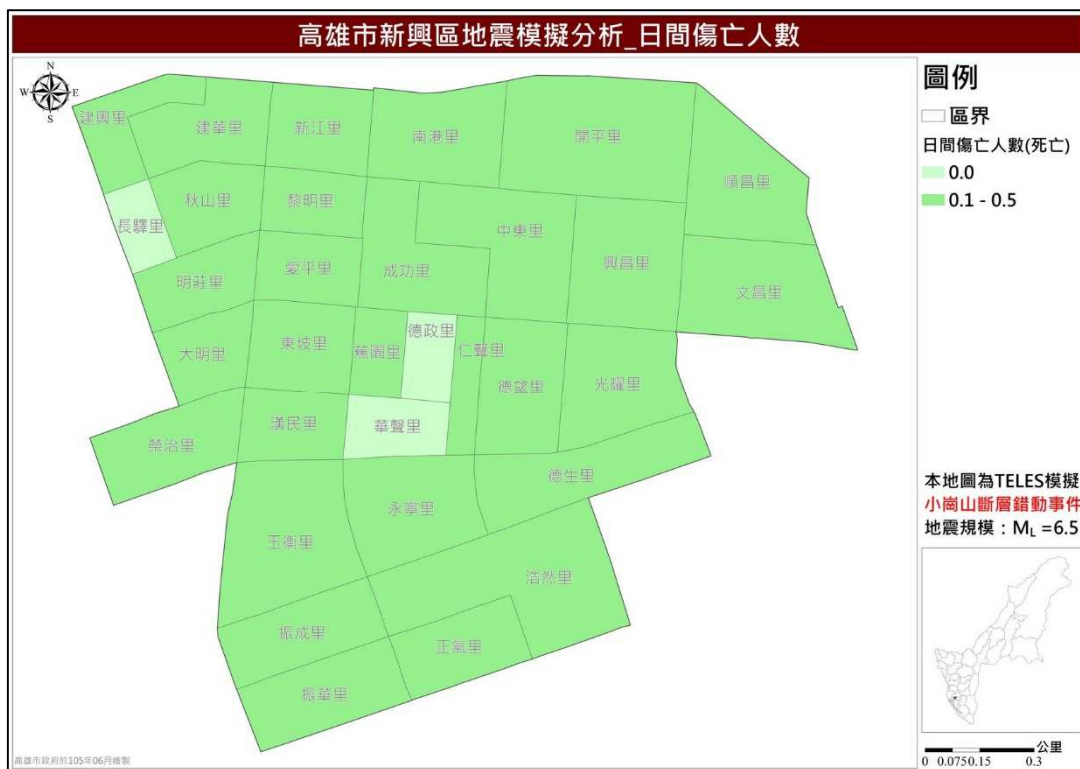 高雄市新興區地震模擬分析_日間傷亡人數
N
W
E
S
建興里
建華里
新江里
南港里
開平里
順昌里
長驛里
秋山里
黎明里
中東里
明莊里
愛平里
成功里
興昌里
文昌里
大明里
東坡里
蕉園里
德政里
仁聲里
德望里
光耀里
榮治里
漢民里
華聲里
德生里
玉衡里
永寧里
浩然里
振成里
正氣里
振華里
高雄市政府於105年06月繪製
圖例
區界
日間傷亡人數(死亡)
0.0
0.1 - 0.5
本地圖為TELES模擬
小崗山斷層錯動事件
地震規模：ML =6.5
公里
0 0.075 0.15 0.3